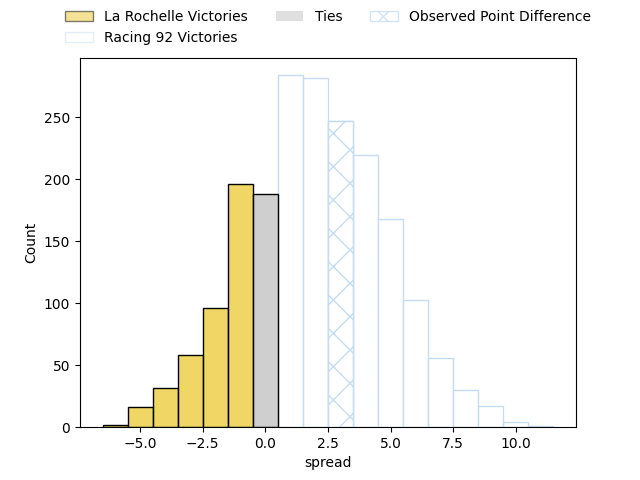 La Rochelle Victories
Ties
Observed Point Difference
Racing 92 Victories
250
200
150
100
50
0
Count
−5.0
−2.5
0.0
2.5
5.0
7.5
10.0
spread